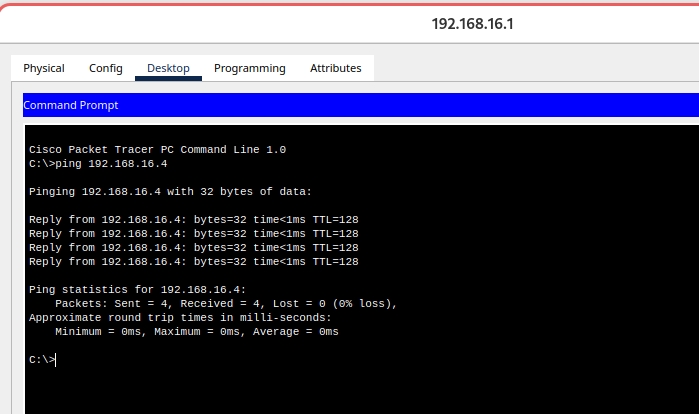 192.168.16.1
Physical Config Desktop Programming Attributes
Command Prompt
Cisco Packet Tracer PC Command Line 1.0
C:\>ping 192.168.16.4
Pinging 192.168.16.4 with 32 bytes of data:
Reply from 192.168.16.4: bytes=32 time<1ms TTL=128
Reply from 192.168.16.4: bytes=32 time<1ms TTL=128
Reply from 192.168.16.4: bytes=32 time<1ms TTL=128
Reply from 192.168.16.4: bytes=32 time<1ms TTL=128
Ping statistics for 192.168.16.4:
Packets: Sent = 4, Received = 4, Lost = 0 (0% loss),
Approximate round trip times in milli-seconds:
Minimum = 0ms, Maximum = 0ms, Average = 0ms
C:\>